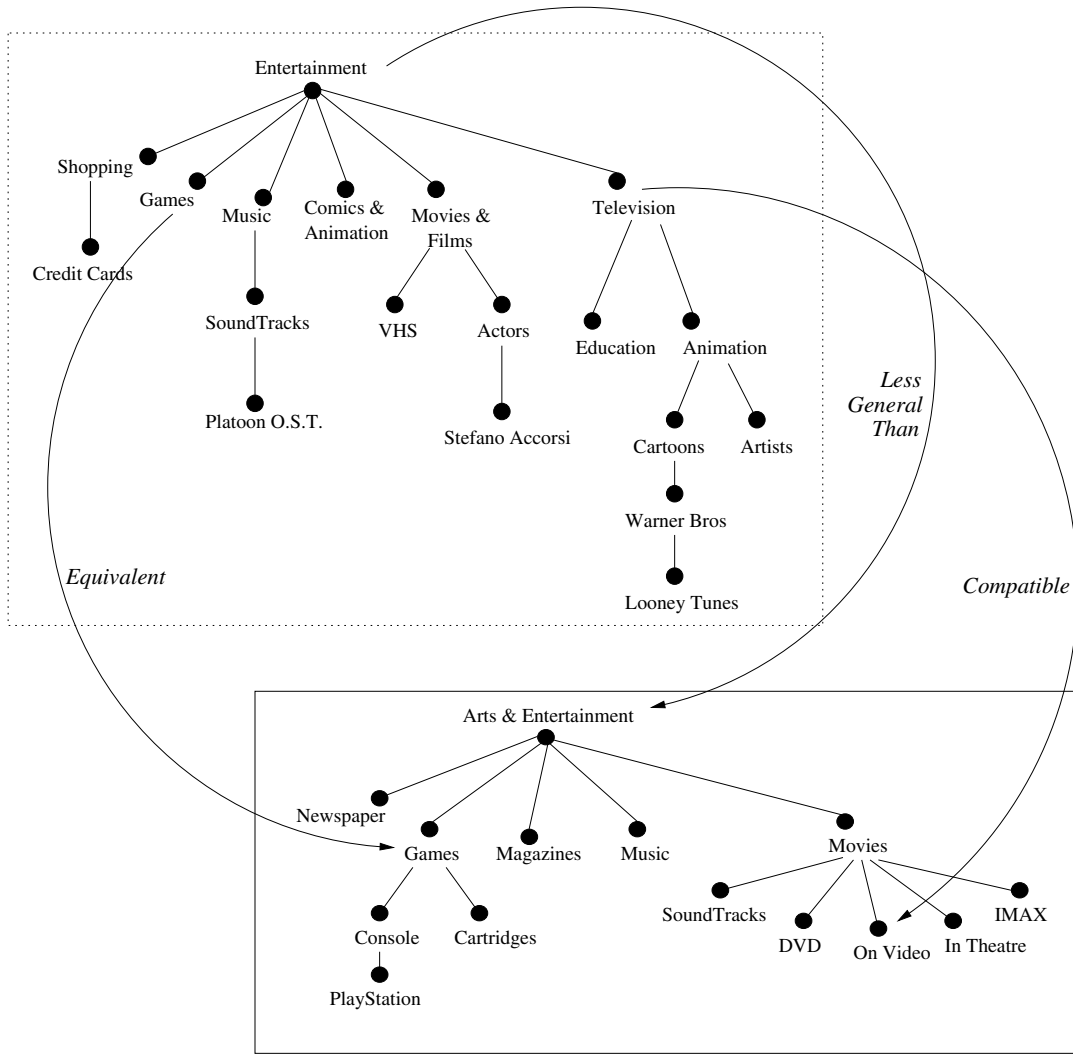 Entertainment
Shopping
Games
Music
Comics &
Animation
Movies &
Films
Television
Credit Cards
SoundTracks
VHS
Actors
Education
Animation
Platoon O.S.T.
Stefano Accorsi
Cartoons
Artists
Warner Bros
Looney Tunes
Less
General
Than
Equivalent
Compatible
Arts & Entertainment
Newspaper
Games
Magazines
Music
Movies
Console
Cartridges
SoundTracks
DVD
On Video
In Theatre
IMAX
PlayStation